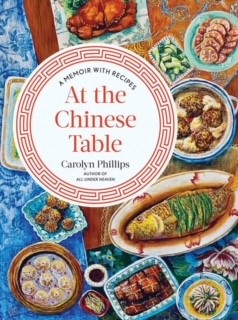 A MEMOIR WITH RECIPES
At the
Chinese
Table
Carolyn Phillips
AUTHOR OF
ALL UNDER HEAVEN